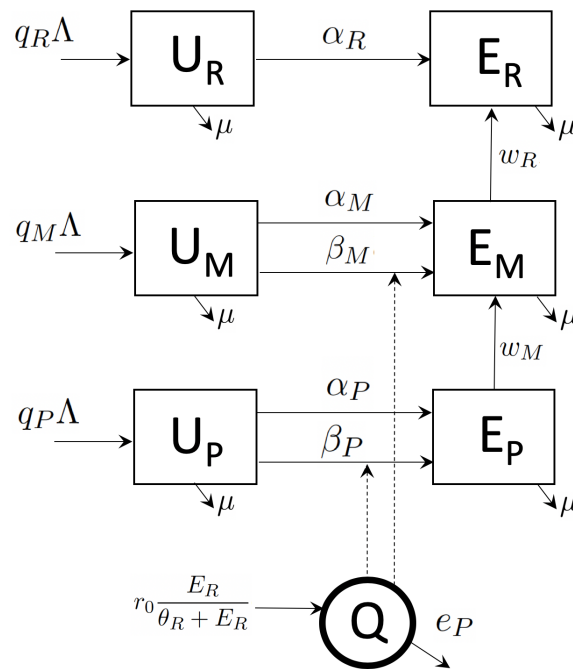 q_RΛ U_R α_R E_R
μ μ
w_R
q_MΛ U_M α_M E_M
β_M
μ μ
w_M
q_PΛ U_P α_P E_P
β_P
μ μ
r_0 E_R / θ_R + E_R Q e_P